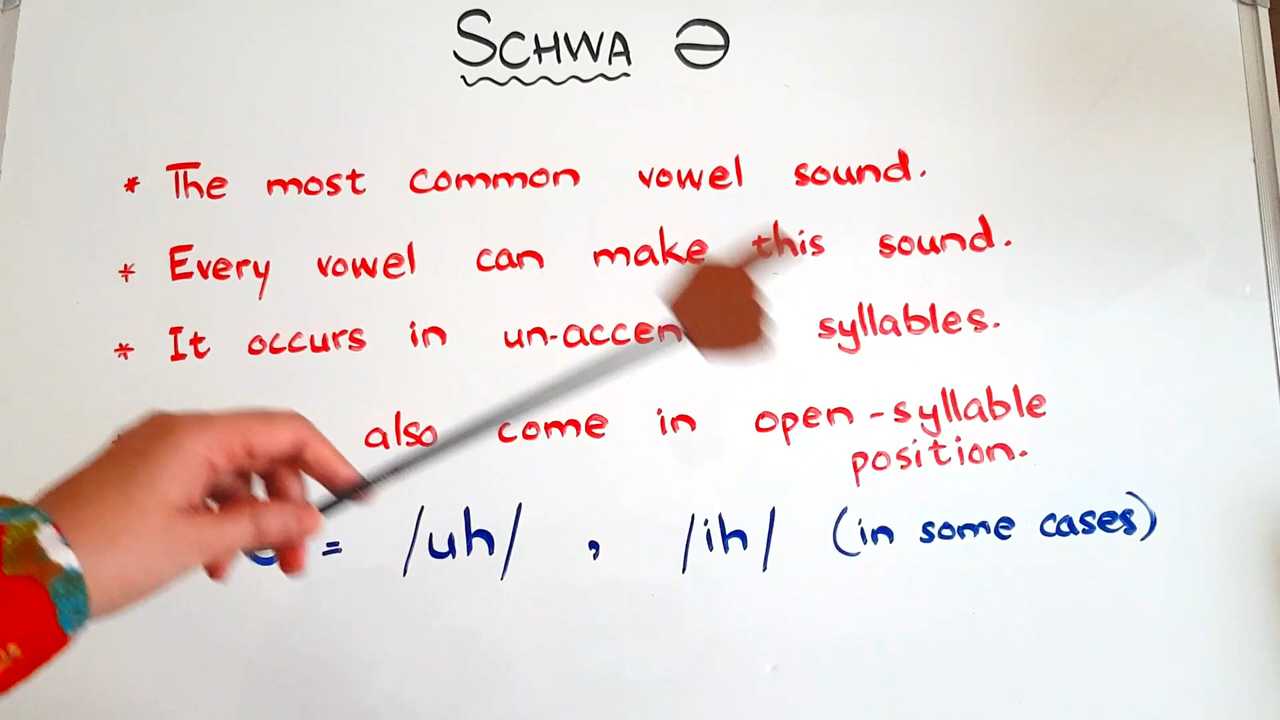 SCHWA Ə
* The most common vowel sound.
* Every vowel can make this sound.
* It occurs in un-accen syllables.
also come in open-syllable
position.
= /uh/ , /ih/ (in some cases)